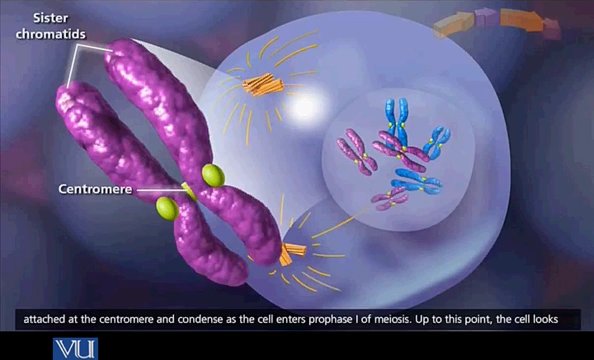 Sister
chromatids
Centromere
attached at the centromere and condense as the cell enters prophase I of meiosis. Up to this point, the cell looks
VU